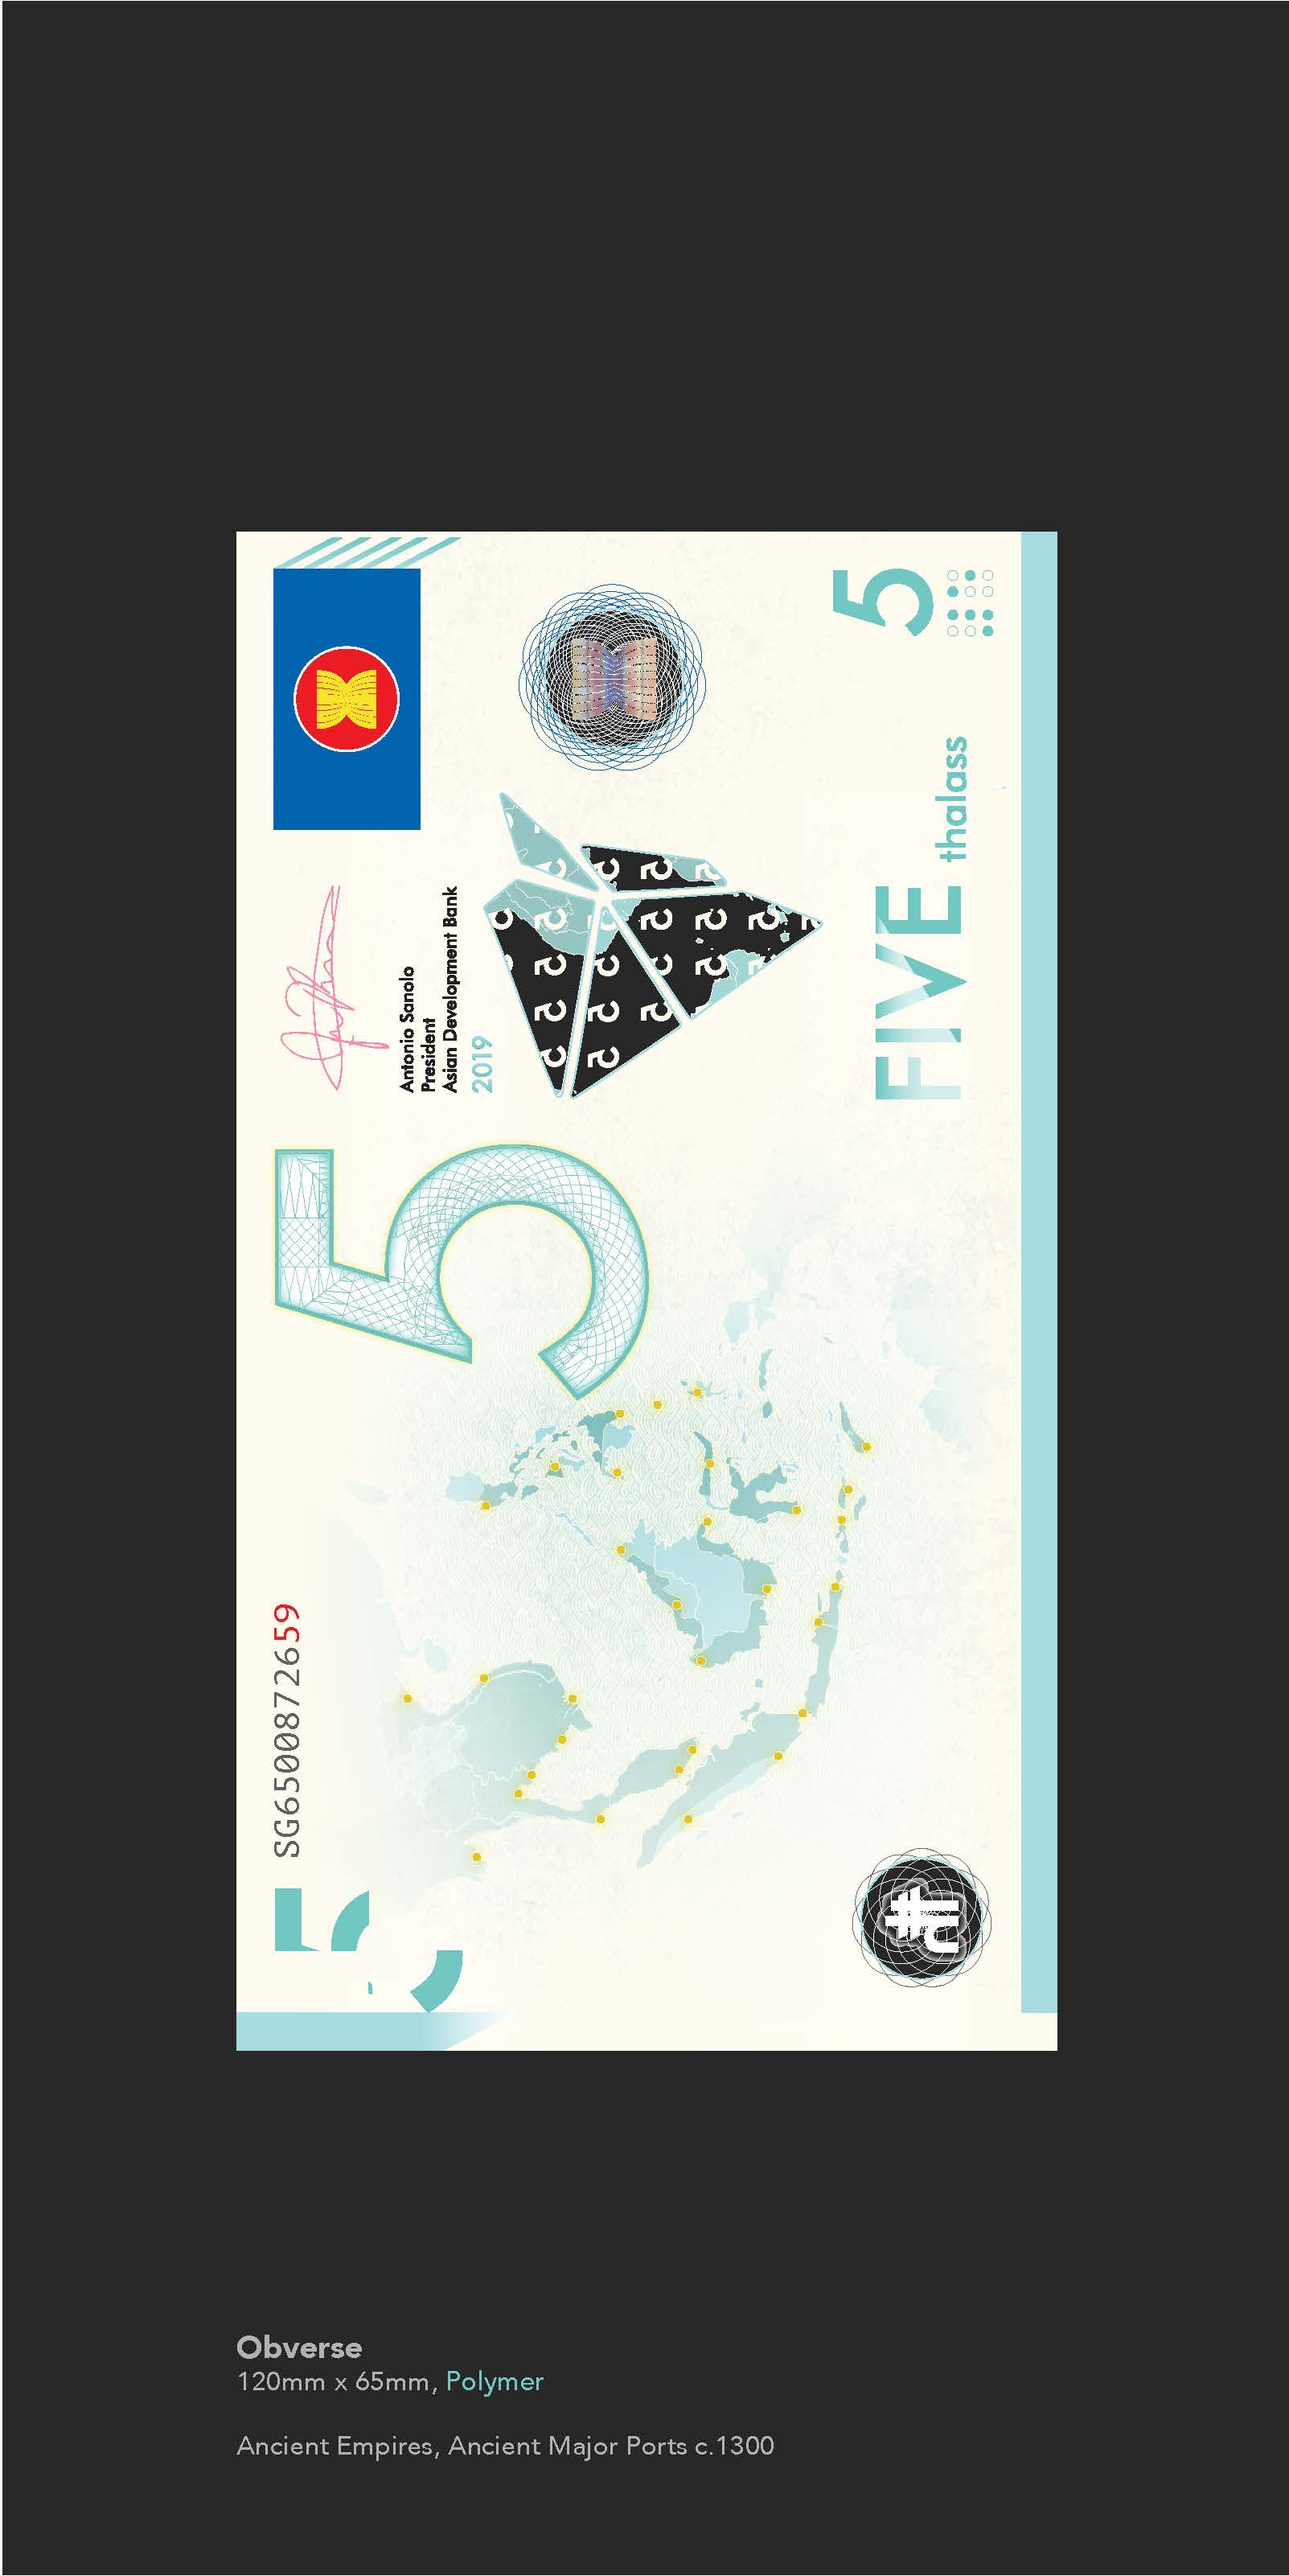 5
SG6500872659
5
Antonio Sanolo
President
Asian Development Bank
2019
FIVE thalass
5
Obverse
120mm x 65mm, Polymer
Ancient Empires, Ancient Major Ports c.1300